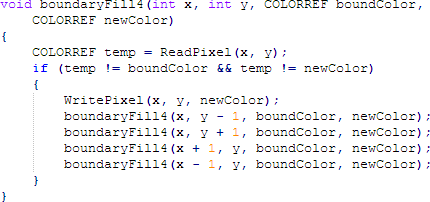 void boundaryFill4(int x, int y, COLORREF boundColor,
    COLORREF newColor)
{
    COLORREF temp = ReadPixel(x, y);
    if (temp != boundColor && temp != newColor)
    {
        WritePixel(x, y, newColor);
        boundaryFill4(x, y - 1, boundColor, newColor);
        boundaryFill4(x, y + 1, boundColor, newColor);
        boundaryFill4(x + 1, y, boundColor, newColor);
        boundaryFill4(x - 1, y, boundColor, newColor);
    }
}